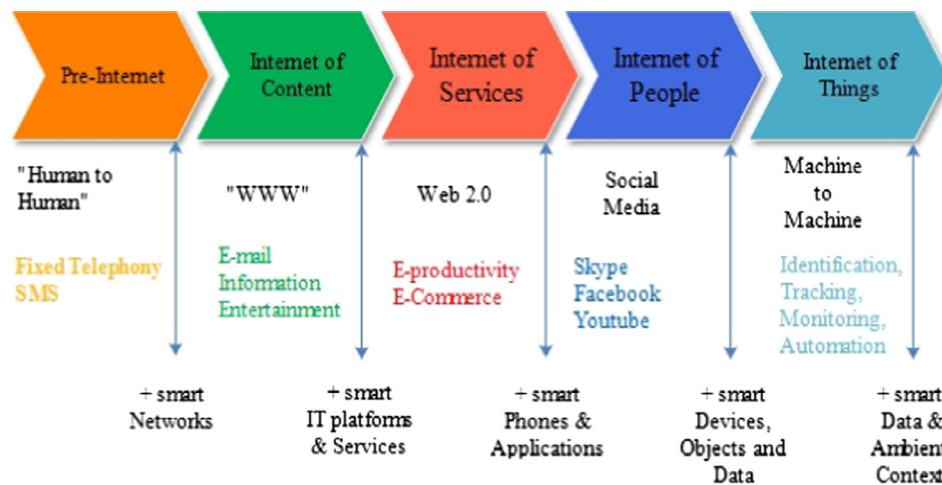 Pre-Internet
Internet of
Content
Internet of
Services
Internet of
People
Internet of
Things
"Human to
Human"
"WWW"
Web 2.0
Social
Media
Machine
to
Machine
Fixed Telephony
SMS
E-mail
Information
Entertainment
E-productivity
E-Commerce
Skype
Facebook
Youtube
Identification,
Tracking,
Monitoring,
Automation
+ smart
Networks
+ smart
IT platforms
& Services
+ smart
Phones &
Applications
+ smart
Devices,
Objects and
Data
+ smart
Data &
Ambient
Context